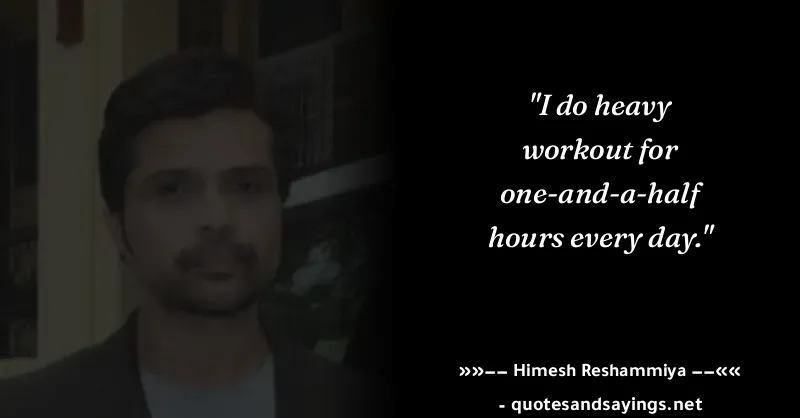 "I do heavy
workout for
one-and-a-half
hours every day."
»»–– Himesh Reshammiya ––««
- quotesandsayings.net